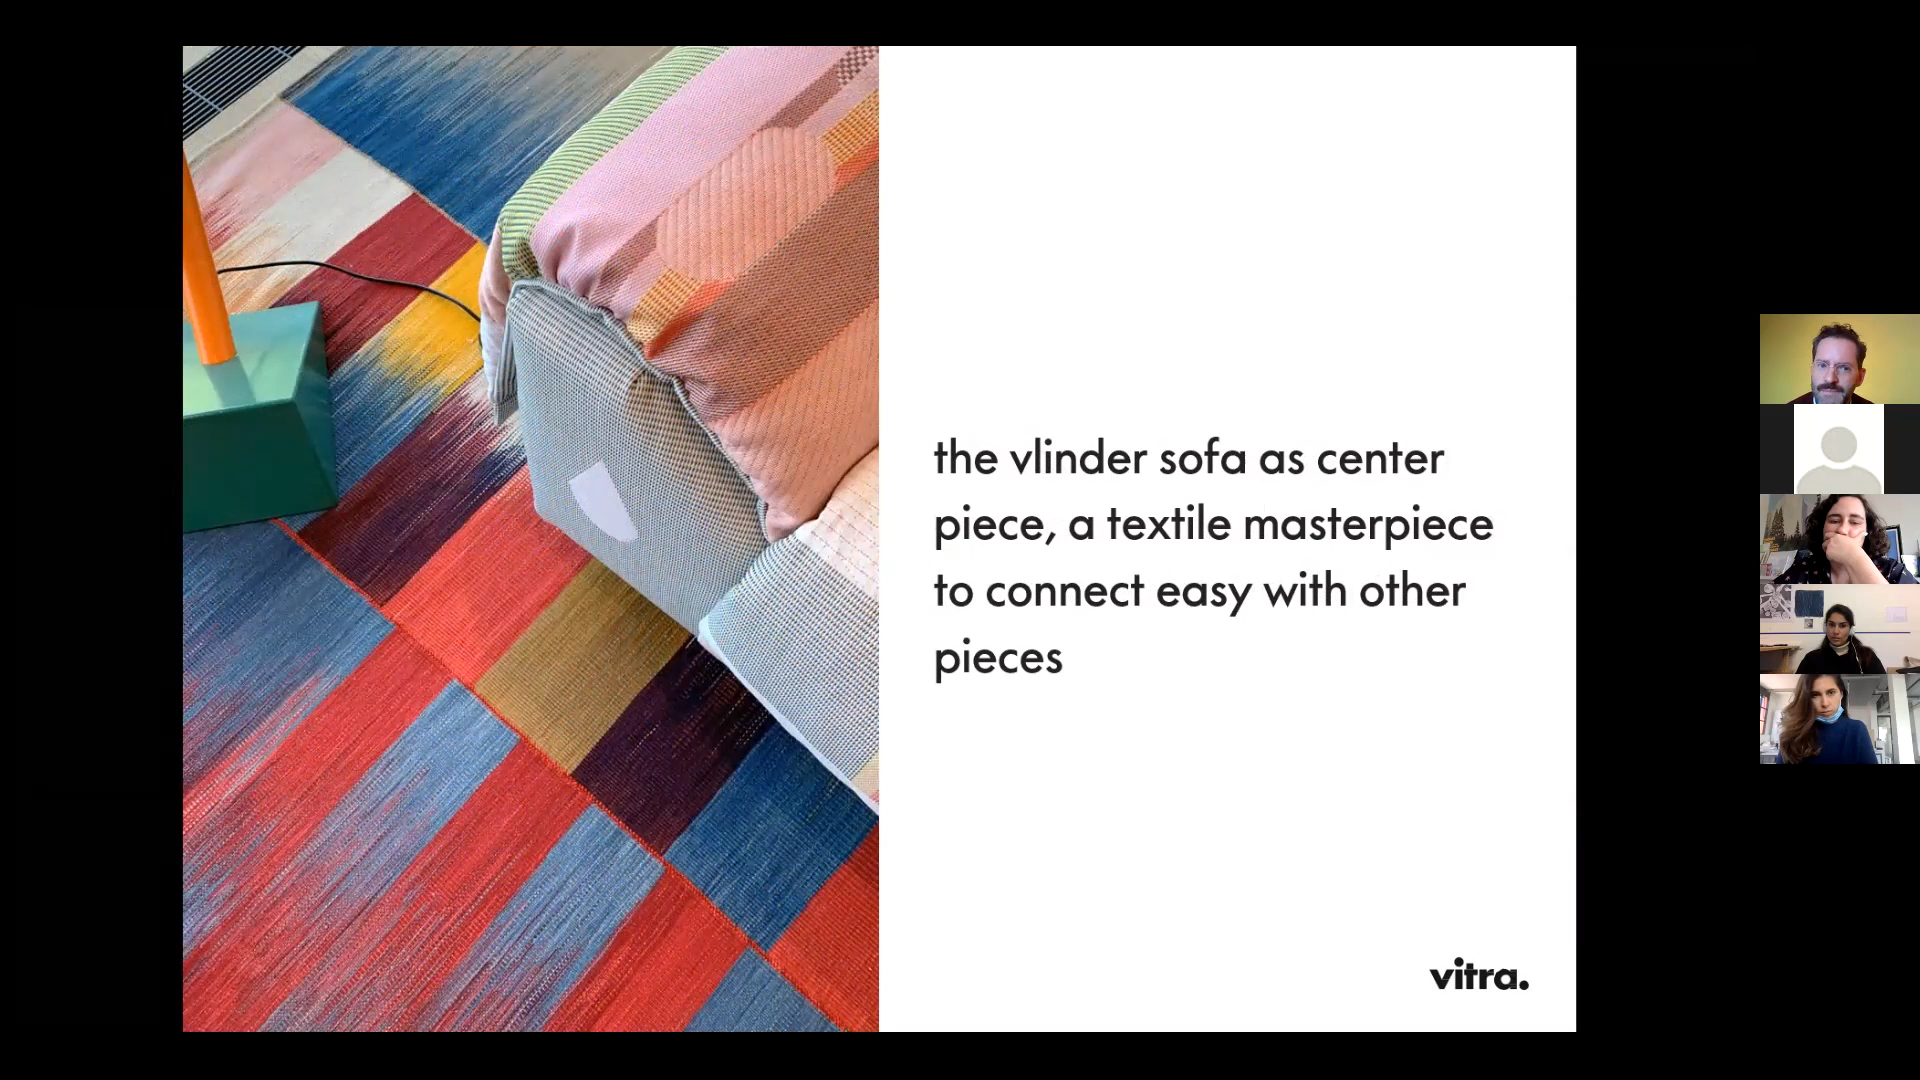 the vlinder sofa as center
piece, a textile masterpiece
to connect easy with other
pieces
vitra.